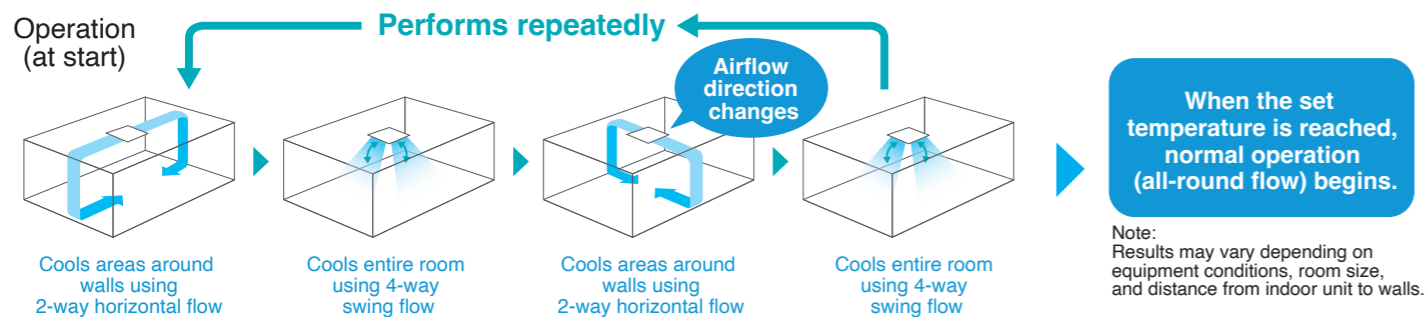 Operation
(at start)
Performs repeatedly
Airflow
direction
changes
Cools areas around
walls using
2-way horizontal flow
Cools entire room
using 4-way
swing flow
Cools areas around
walls using
2-way horizontal flow
Cools entire room
using 4-way
swing flow
When the set
temperature is reached,
normal operation
(all-round flow) begins.
Note:
Results may vary depending on
equipment conditions, room size,
and distance from indoor unit to walls.